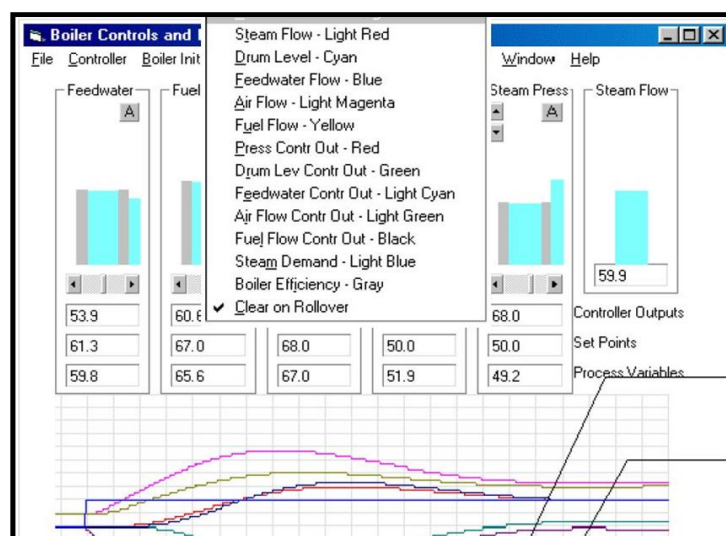 Boiler Controls and
File Controller Boiler Init Window Help
Steam Flow - Light Red
Drum Level - Cyan
Feedwater Flow - Blue
Air Flow - Light Magenta
Fuel Flow - Yellow
Press Contr Out - Red
Drum Lev Contr Out - Green
Feedwater Contr Out - Light Cyan
Air Flow Contr Out - Light Green
Fuel Flow Contr Out - Black
Steam Demand - Light Blue
Boiler Efficiency - Gray
✓ Clear on Rollover
Feedwater Fuel Steam Press Steam Flow
A A
59.9
53.9 60.6 68.0 Controller Outputs
61.3 67.0 68.0 50.0 50.0 Set Points
59.8 65.6 67.0 51.9 49.2 Process Variables